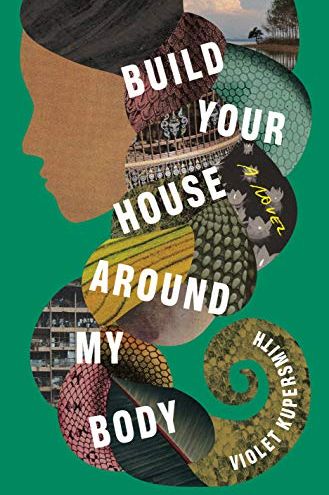 BUILD
YOUR
HOUSE
A NOVEL
AROUND
MY
BODY
VIOLET KUPERSMITH